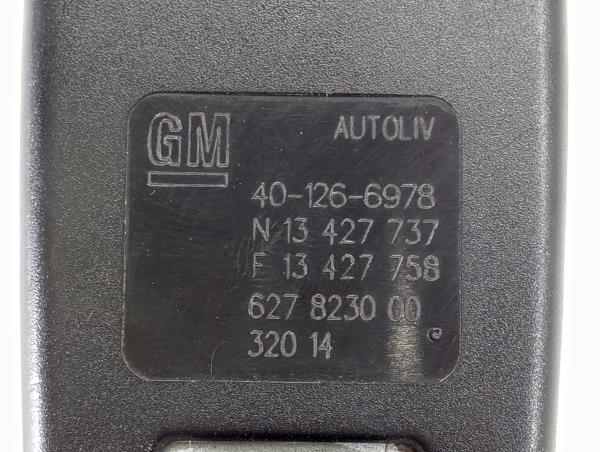 GM
AUTOLIV
40-126-6978
N 13 427 737
F 13 427 758
627 8230 00
320 14